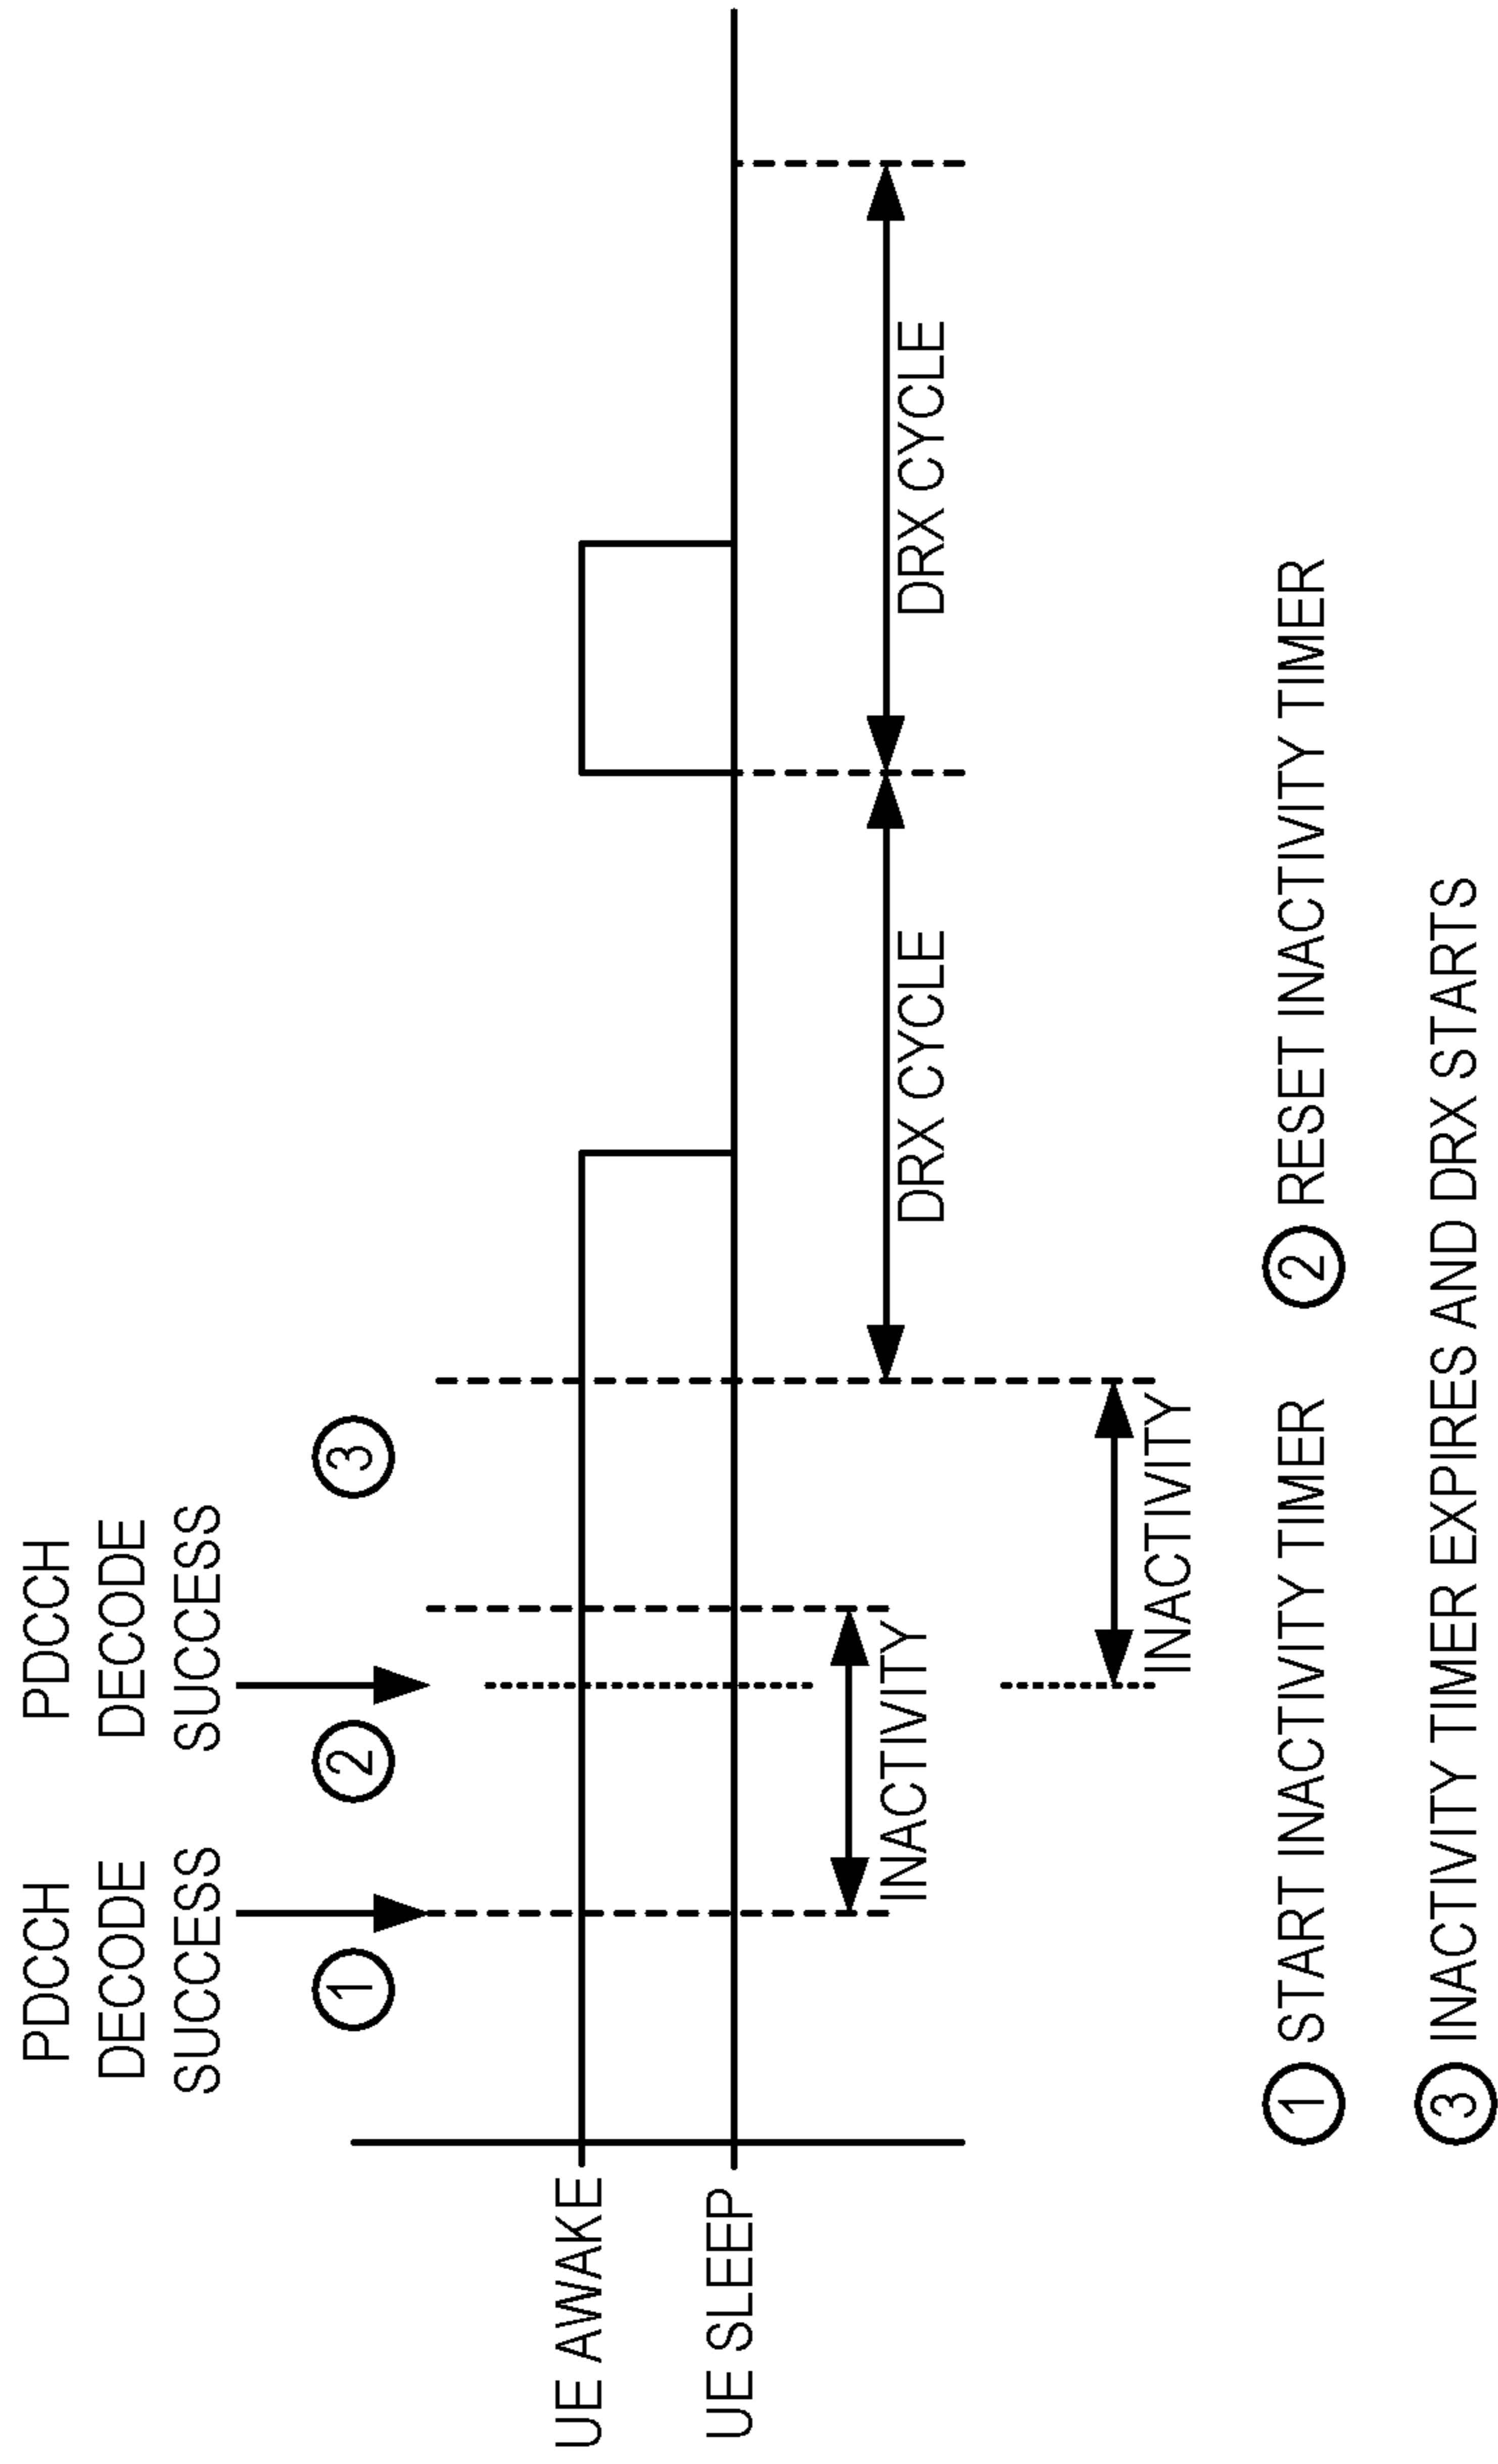 PDCCH
DECODE
SUCCESS
PDCCH
DECODE
SUCCESS
1
2
3
UE AWAKE
UE SLEEP
INACTIVITY
DRX CYCLE
DRX CYCLE
INACTIVITY
1 START INACTIVITY TIMER
2 RESET INACTIVITY TIMER
3 INACTIVITY TIMER EXPIRES AND DRX STARTS